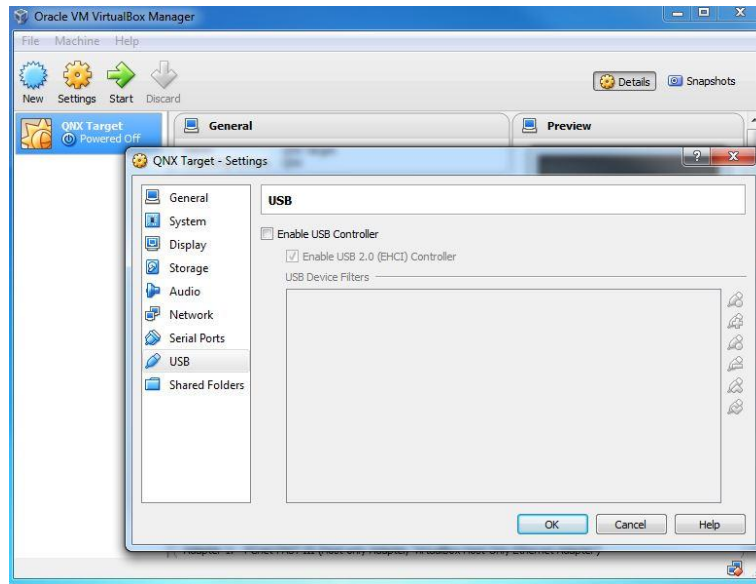 Oracle VM VirtualBox Manager
File Machine Help
New Settings Start Discard
Details Snapshots
QNX Target
Powered Off
General
Preview
QNX Target - Settings
General
System
Display
Storage
Audio
Network
Serial Ports
USB
Shared Folders
USB
Enable USB Controller
Enable USB 2.0 (EHCI) Controller
USB Device Filters
OK Cancel Help